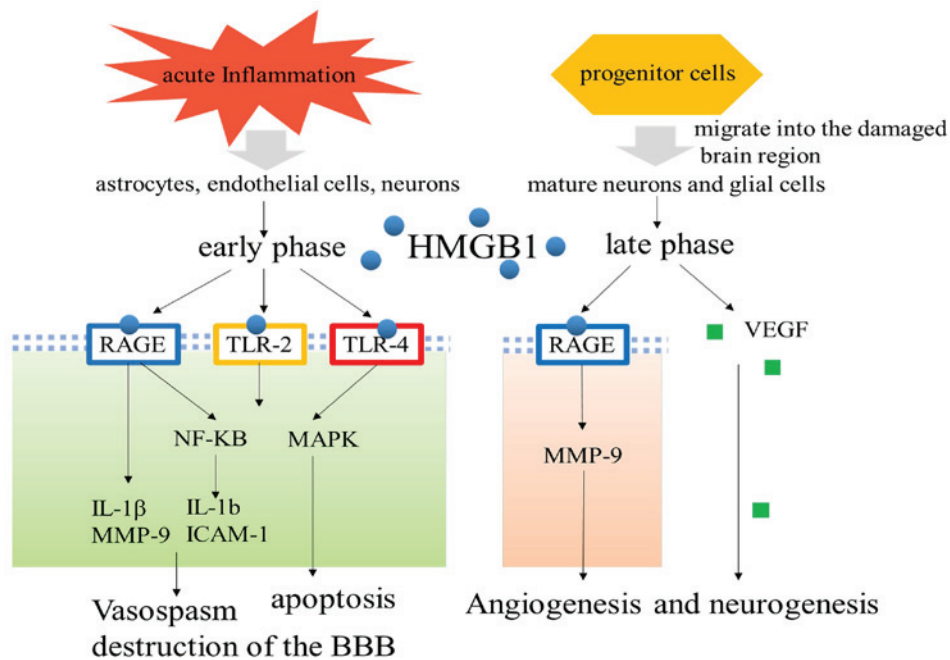 acute Inflammation
astrocytes, endothelial cells, neurons
early phase
RAGE
TLR-2
TLR-4
NF-KB
MAPK
IL-1β
MMP-9
IL-1b
ICAM-1
Vasospasm
destruction of the BBB
apoptosis
HMGB1
progenitor cells
migrate into the damaged
brain region
mature neurons and glial cells
late phase
RAGE
VEGF
MMP-9
Angiogenesis and neurogenesis